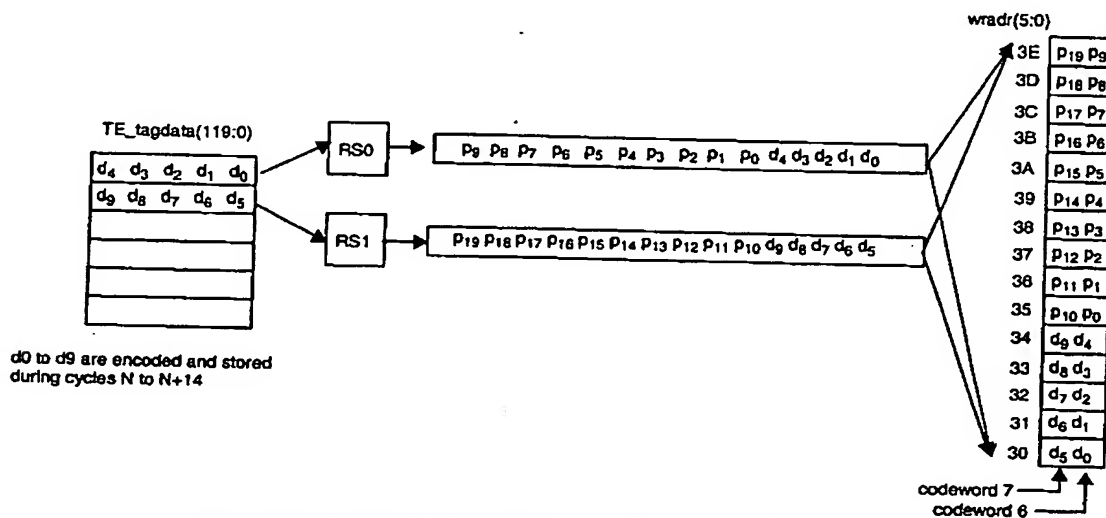 wradr(5:0)
3E p19 p9
3D p18 p8
3C p17 p7
3B p16 p6
3A p15 p5
39 p14 p4
38 p13 p3
37 p12 p2
36 p11 p1
35 p10 p0
34 d9 d4
33 d8 d3
32 d7 d2
31 d6 d1
30 d5 d0
TE_tagdata(119:0)
d4 d3 d2 d1 d0
d9 d8 d7 d6 d5
RS0
p9 p8 p7 p6 p5 p4 p3 p2 p1 p0 d4 d3 d2 d1 d0
RS1
p19 p18 p17 p16 p15 p14 p13 p12 p11 p10 d9 d8 d7 d6 d5
d0 to d9 are encoded and stored
during cycles N to N+14
codeword 7
codeword 6